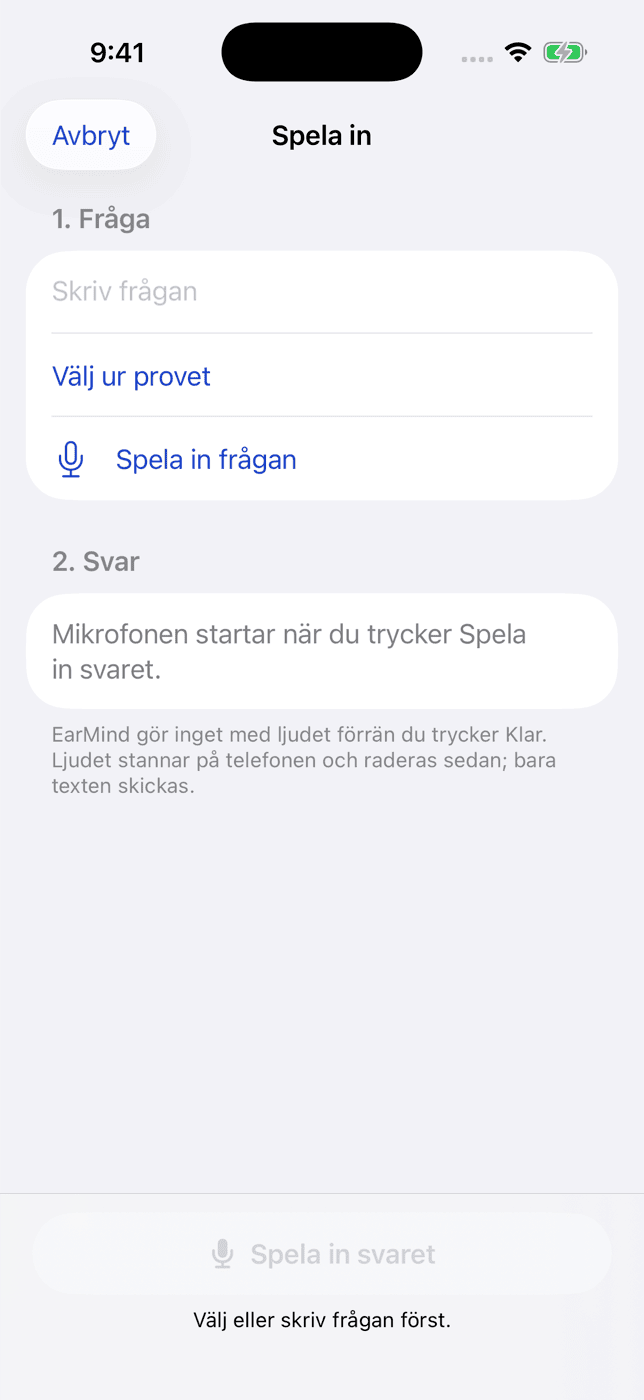 9:41
Avbryt
Spela in
1. Fråga
Skriv frågan
Välj ur provet
Spela in frågan
2. Svar
Mikrofonen startar när du trycker Spela
in svaret.
EarMind gör inget med ljudet förrän du trycker Klar.
Ljudet stannar på telefonen och raderas sedan; bara
texten skickas.
Spela in svaret
Välj eller skriv frågan först.